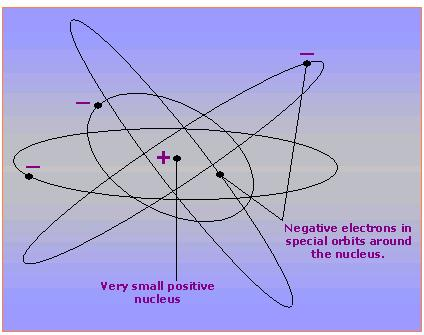 −
−
+
−
Negative electrons in
special orbits around
the nucleus.
Very small positive
nucleus